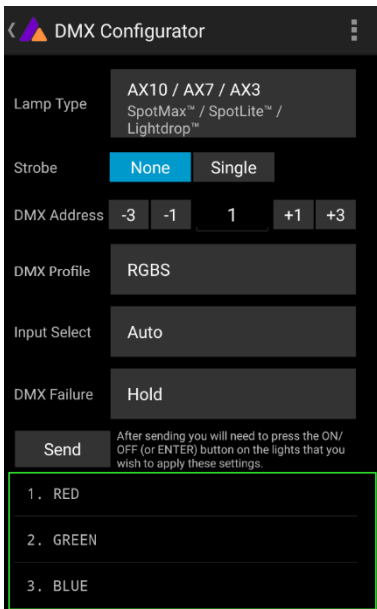 DMX Configurator
Lamp Type
AX10 / AX7 / AX3
SpotMax™ / SpotLite™ /
Lightdrop™
Strobe
None Single
DMX Address
-3 -1 1 +1 +3
DMX Profile
RGBS
Input Select
Auto
DMX Failure
Hold
Send
After sending you will need to press the ON/
OFF (or ENTER) button on the lights that you
wish to apply these settings.
1. RED
2. GREEN
3. BLUE